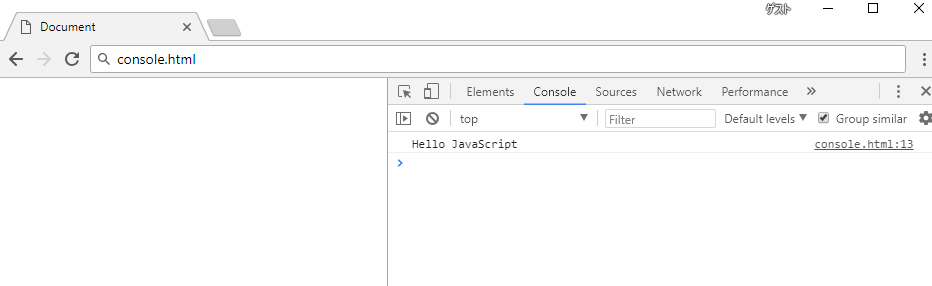 ゲスト
Document
console.html
Elements Console Sources Network Performance »
top Filter Default levels ▼ Group similar
Hello JavaScript console.html:13